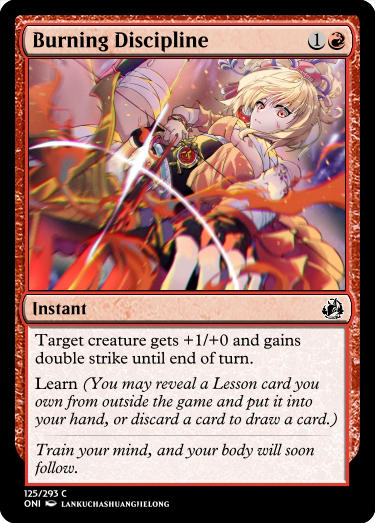 Burning Discipline 1
Instant
Target creature gets +1/+0 and gains
double strike until end of turn.
Learn (You may reveal a Lesson card you
own from outside the game and put it into
your hand, or discard a card to draw a card.)
Train your mind, and your body will soon
follow.
125/293 C
ONI LANKUCHASHUANGJIELONG